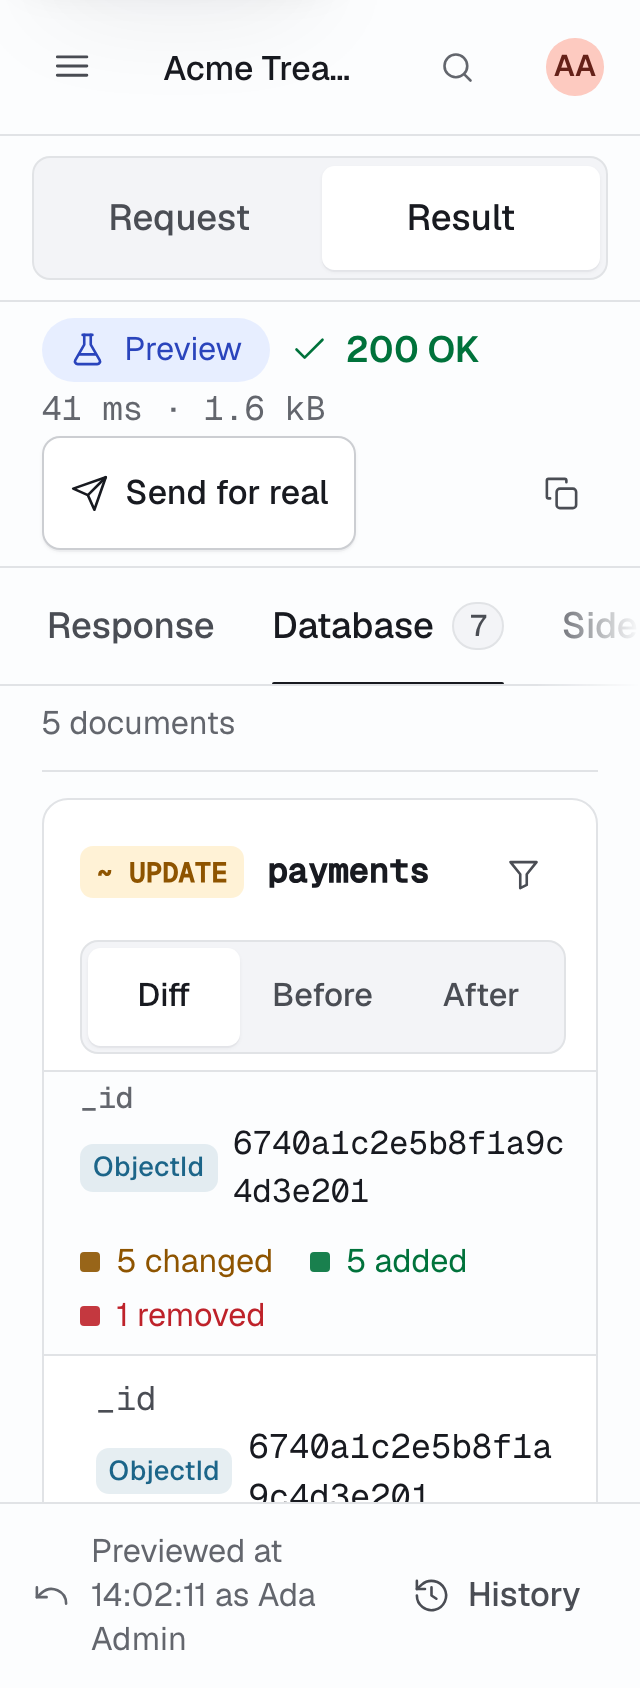 Acme Trea...
AA
Request
Result
Preview
200 OK
41 ms · 1.6 kB
Send for real
Response
Database 7
Side
5 documents
~ UPDATE payments
Diff
Before
After
_id
ObjectId
6740a1c2e5b8f1a9c
4d3e201
5 changed
5 added
1 removed
_id
ObjectId
6740a1c2e5b8f1a
9c4d3e201
Previewed at
14:02:11 as Ada
Admin
History